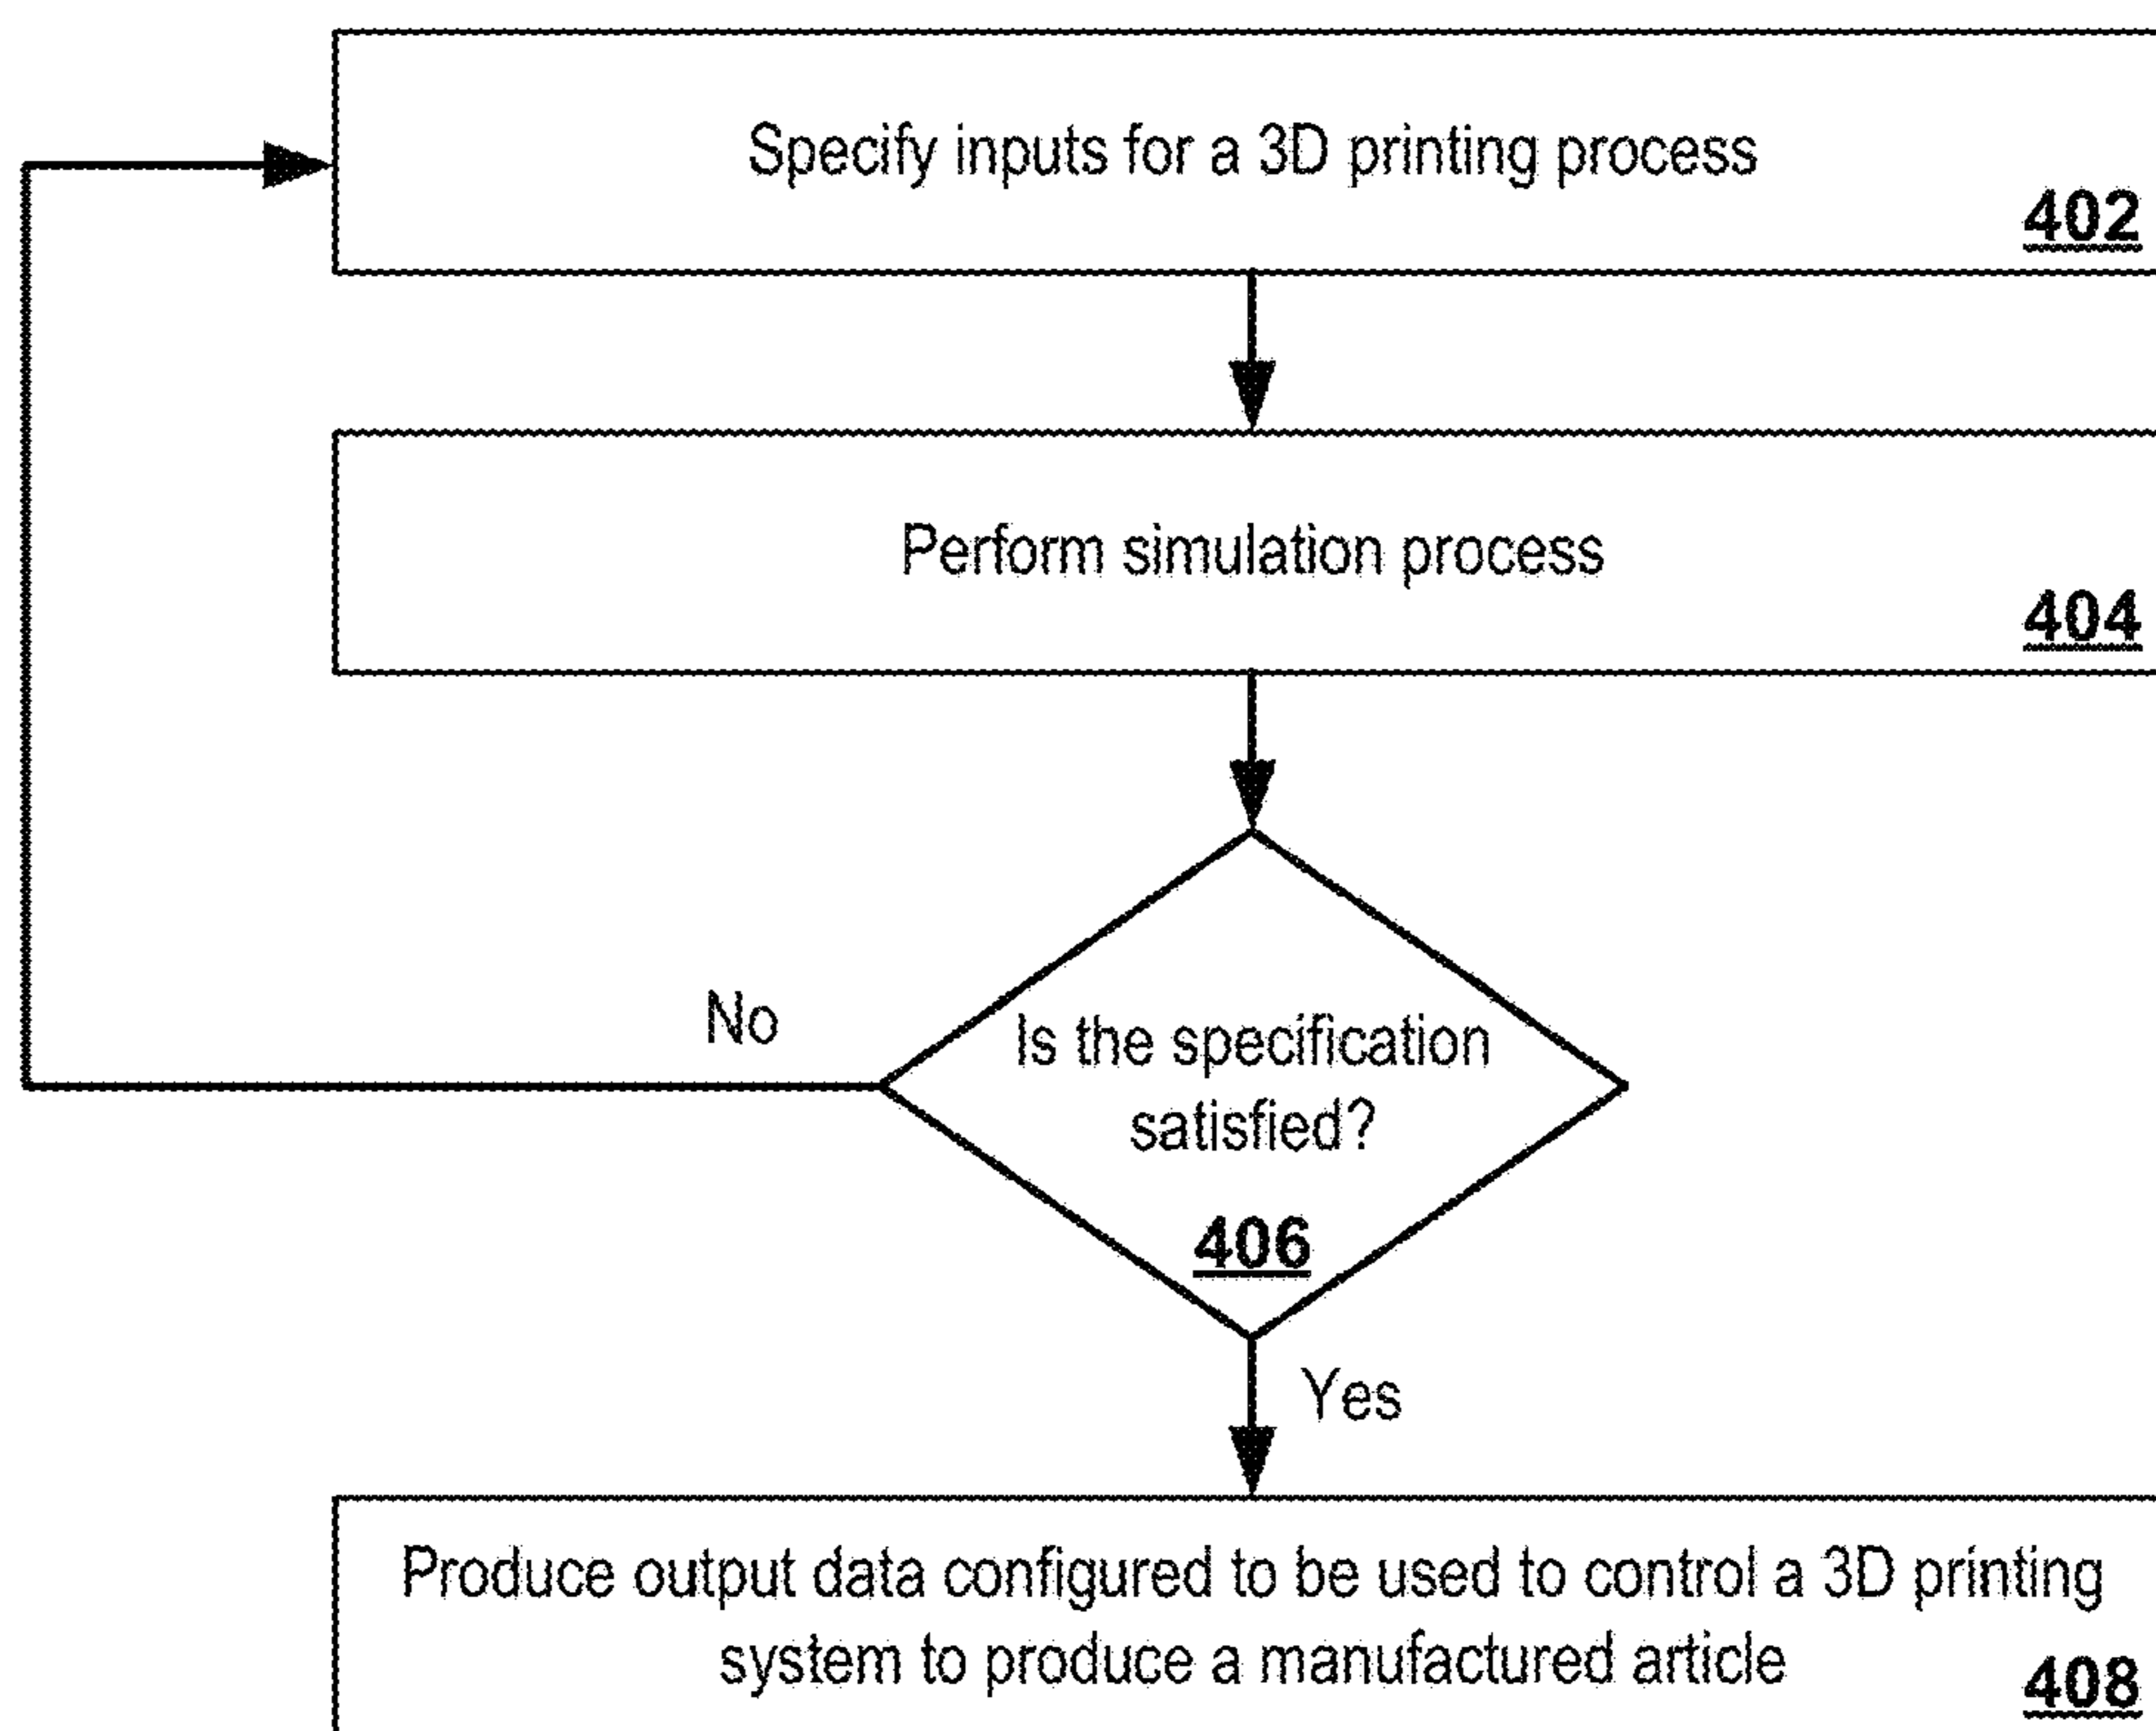 Specify inputs for a 3D printing process
402
Perform simulation process
404
No
Is the specification
satisfied?
406
Yes
Produce output data configured to be used to control a 3D printing
system to produce a manufactured article
408